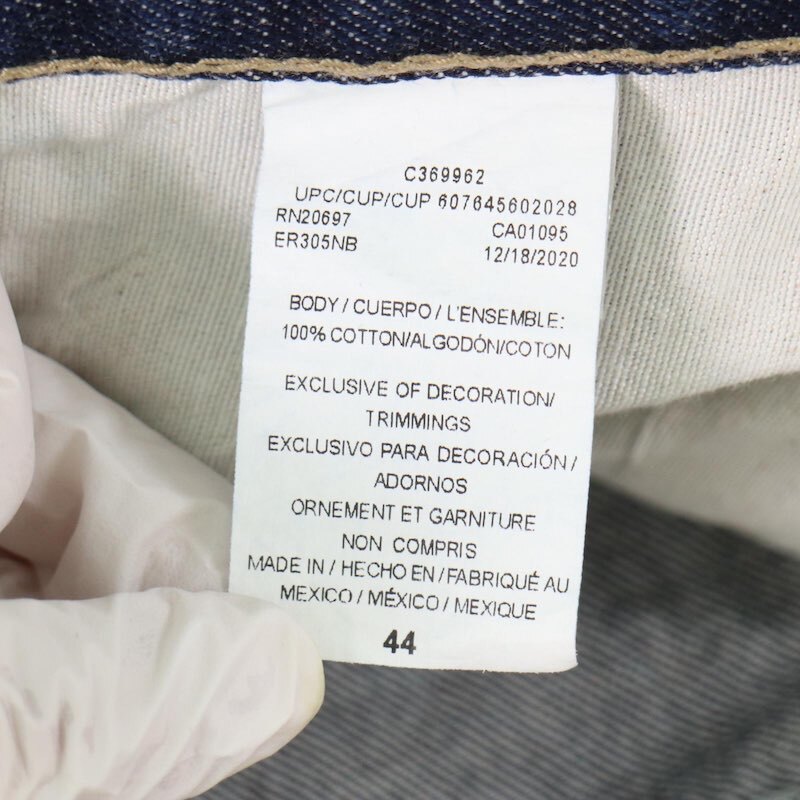 C369962
UPC/CUP/CUP 607645602028
RN20697 CA01095
ER305NB 12/18/2020
BODY / CUERPO / L'ENSEMBLE:
100% COTTON/ALGODÓN/COTON
EXCLUSIVE OF DECORATION/
TRIMMINGS
EXCLUSIVO PARA DECORACIÓN /
ADORNOS
ORNEMENT ET GARNITURE
NON COMPRIS
MADE IN / HECHO EN / FABRIQUÉ AU
MEXICO / MÉXICO / MEXIQUE
44